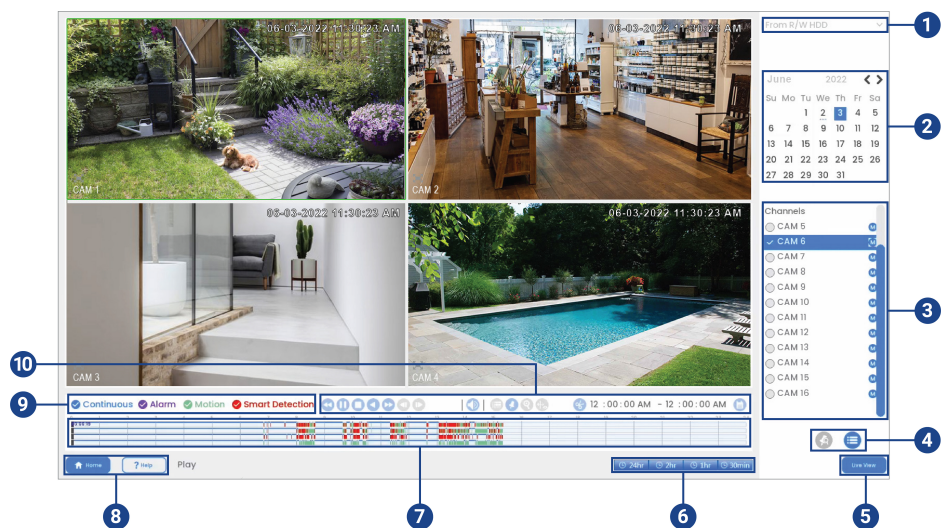 From R/W HDD
1
06-03-2022 11:30:23 AM
06-03-2022 11:30:23 AM
CAM 1
CAM 2
June 2022
Su Mo Tu We Th Fr Sa
1 2 3 4 5
6 7 8 9 10 11 12
13 14 15 16 17 18 19
20 21 22 23 24 25 26
27 28 29 30 31
2
06-03-2022 11:30:23 AM
06-03-2022 11:30:23 AM
CAM 3
CAM 4
Channels
CAM 5 M
CAM 6 M
CAM 7 M
CAM 8 M
CAM 9 M
CAM 10 M
CAM 11 M
CAM 12 M
CAM 13 M
CAM 14 M
CAM 15 M
CAM 16 M
3
10
9
Continuous Alarm Motion Smart Detection
12 : 00 : 00 AM - 12 : 00 : 00 AM
4
Home ? Help Play
24hr 2hr 1hr 30min
Live View
8
7
6
5